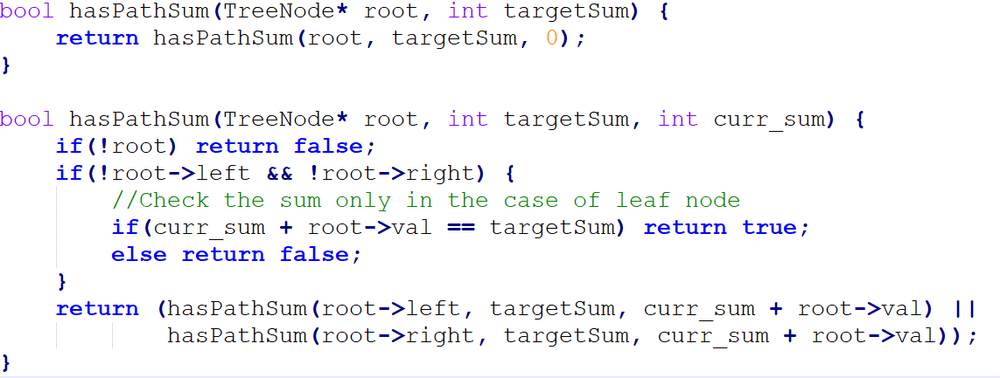 bool hasPathSum(TreeNode* root, int targetSum) {
    return hasPathSum(root, targetSum, 0);
}

bool hasPathSum(TreeNode* root, int targetSum, int curr_sum) {
    if(!root) return false;
    if(!root->left && !root->right) {
        //Check the sum only in the case of leaf node
        if(curr_sum + root->val == targetSum) return true;
        else return false;
    }
    return (hasPathSum(root->left, targetSum, curr_sum + root->val) ||
            hasPathSum(root->right, targetSum, curr_sum + root->val));
}